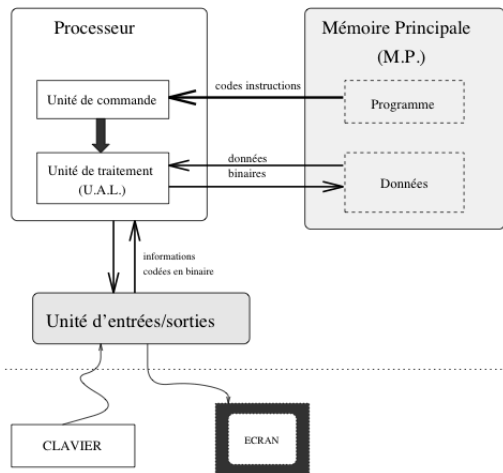 Processeur
Mémoire Principale
(M.P.)
Unité de commande
codes instructions
Programme
Unité de traitement
(U.A.L.)
données
binaires
Données
informations
codées en binaire
Unité d'entrées/sorties
CLAVIER
ECRAN